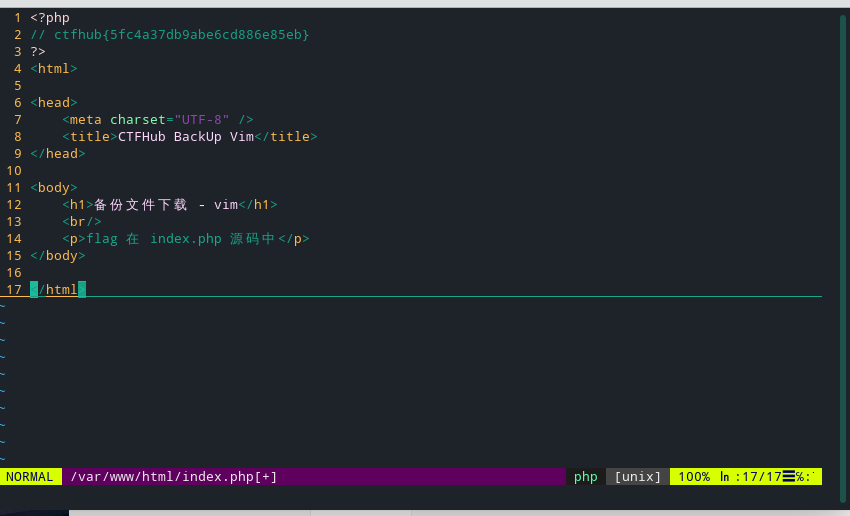 1 <?php
2 // ctfhub{5fc4a37db9abe6cd886e85eb}
3 ?>
4 <html>
5
6 <head>
7     <meta charset="UTF-8" />
8     <title>CTFHub BackUp Vim</title>
9 </head>
10
11 <body>
12     <h1>备份文件下载 - vim</h1>
13     <br/>
14     <p>flag 在 index.php 源码中</p>
15 </body>
16
17 </html>
~
~
~
~
~
~
~
~
~
~
NORMAL /var/www/html/index.php[+] php [unix] 100% ㏑:17/17☰℅: